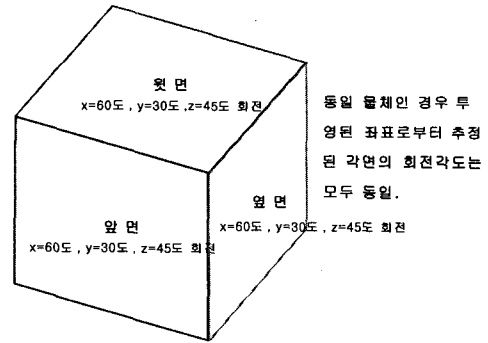 윗 면
x=60도 , y=30도 ,z=45도 회전
동일 물체인 경우 투
영된 좌표로부터 추정
된 각면의 회전각도는
모두 동일.
옆 면
x=60도 , y=30도, z=45도 회전
앞 면
x=60도 , y=30도 , z=45도 회전